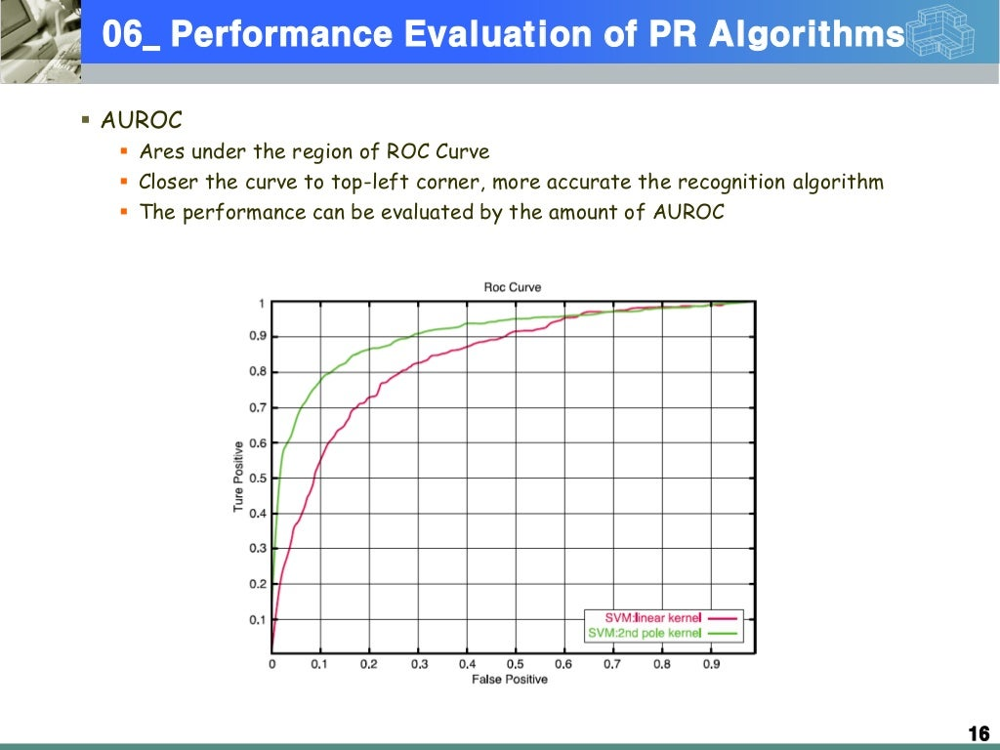 06_ Performance Evaluation of PR Algorithms
AUROC
Ares under the region of ROC Curve
Closer the curve to top-left corner, more accurate the recognition algorithm
The performance can be evaluated by the amount of AUROC
Roc Curve
1
0.9
0.8
0.7
0.6
0.5
0.4
0.3
0.2
0.1
Ture Positive
SVM:linear kernel
SVM:2nd pole kernel
0 0.1 0.2 0.3 0.4 0.5 0.6 0.7 0.8 0.9
False Positive
16